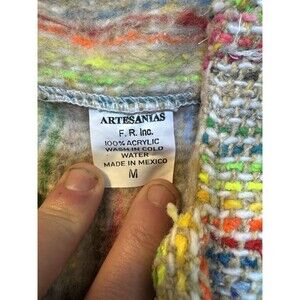 ARTESANIAS
F. R. Inc.
100% ACRYLIC
WASH IN COLD
WATER
MADE IN MEXICO
M